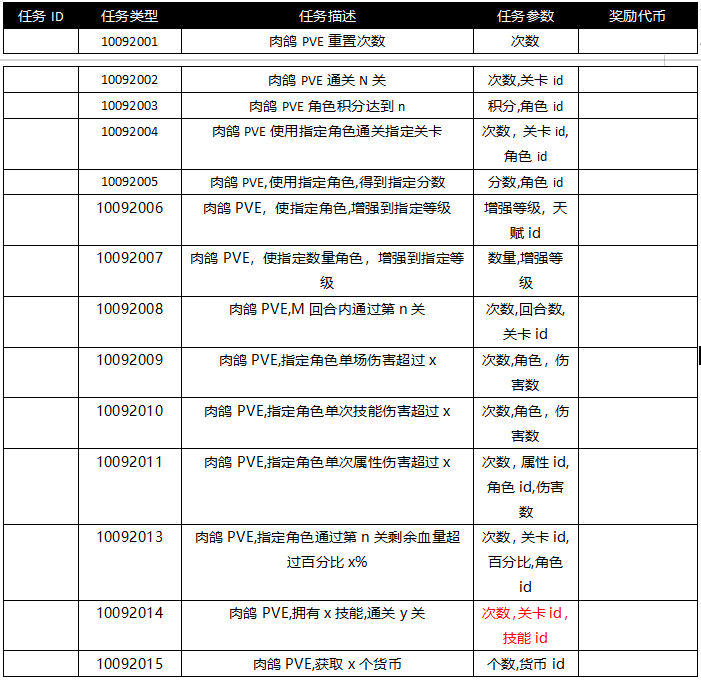 任务 ID 任务类型 任务描述 任务参数 奖励代币
10092001 肉鸽 PVE 重置次数 次数
10092002 肉鸽 PVE 通关 N 关 次数,关卡 id
10092003 肉鸽 PVE 角色积分达到 n 积分,角色 id
10092004 肉鸽 PVE 使用指定角色通关指定关卡 次数，关卡 id,
角色 id
10092005 肉鸽 PVE,使用指定角色,得到指定分数 分数,角色 id
10092006 肉鸽 PVE，使指定角色,增强到指定等级 增强等级，天
赋 id
10092007 肉鸽 PVE，使指定数量角色，增强到指定等 数量,增强等
级 级
10092008 肉鸽 PVE,M 回合内通过第 n 关 次数,回合数,
关卡 id
10092009 肉鸽 PVE,指定角色单场伤害超过 x 次数,角色，伤
害数
10092010 肉鸽 PVE,指定角色单次技能伤害超过 x 次数,角色，伤
害数
10092011 肉鸽 PVE,指定角色单次属性伤害超过 x 次数，属性 id,
角色 id,伤害
数
10092013 肉鸽 PVE,指定角色通过第 n 关剩余血量超 次数，关卡 id,
过百分比 x% 百分比,角色
id
10092014 肉鸽 PVE,拥有 x 技能,通关 y 关 次数,关卡 id，
技能 id
10092015 肉鸽 PVE,获取 x 个货币 个数,货币 id